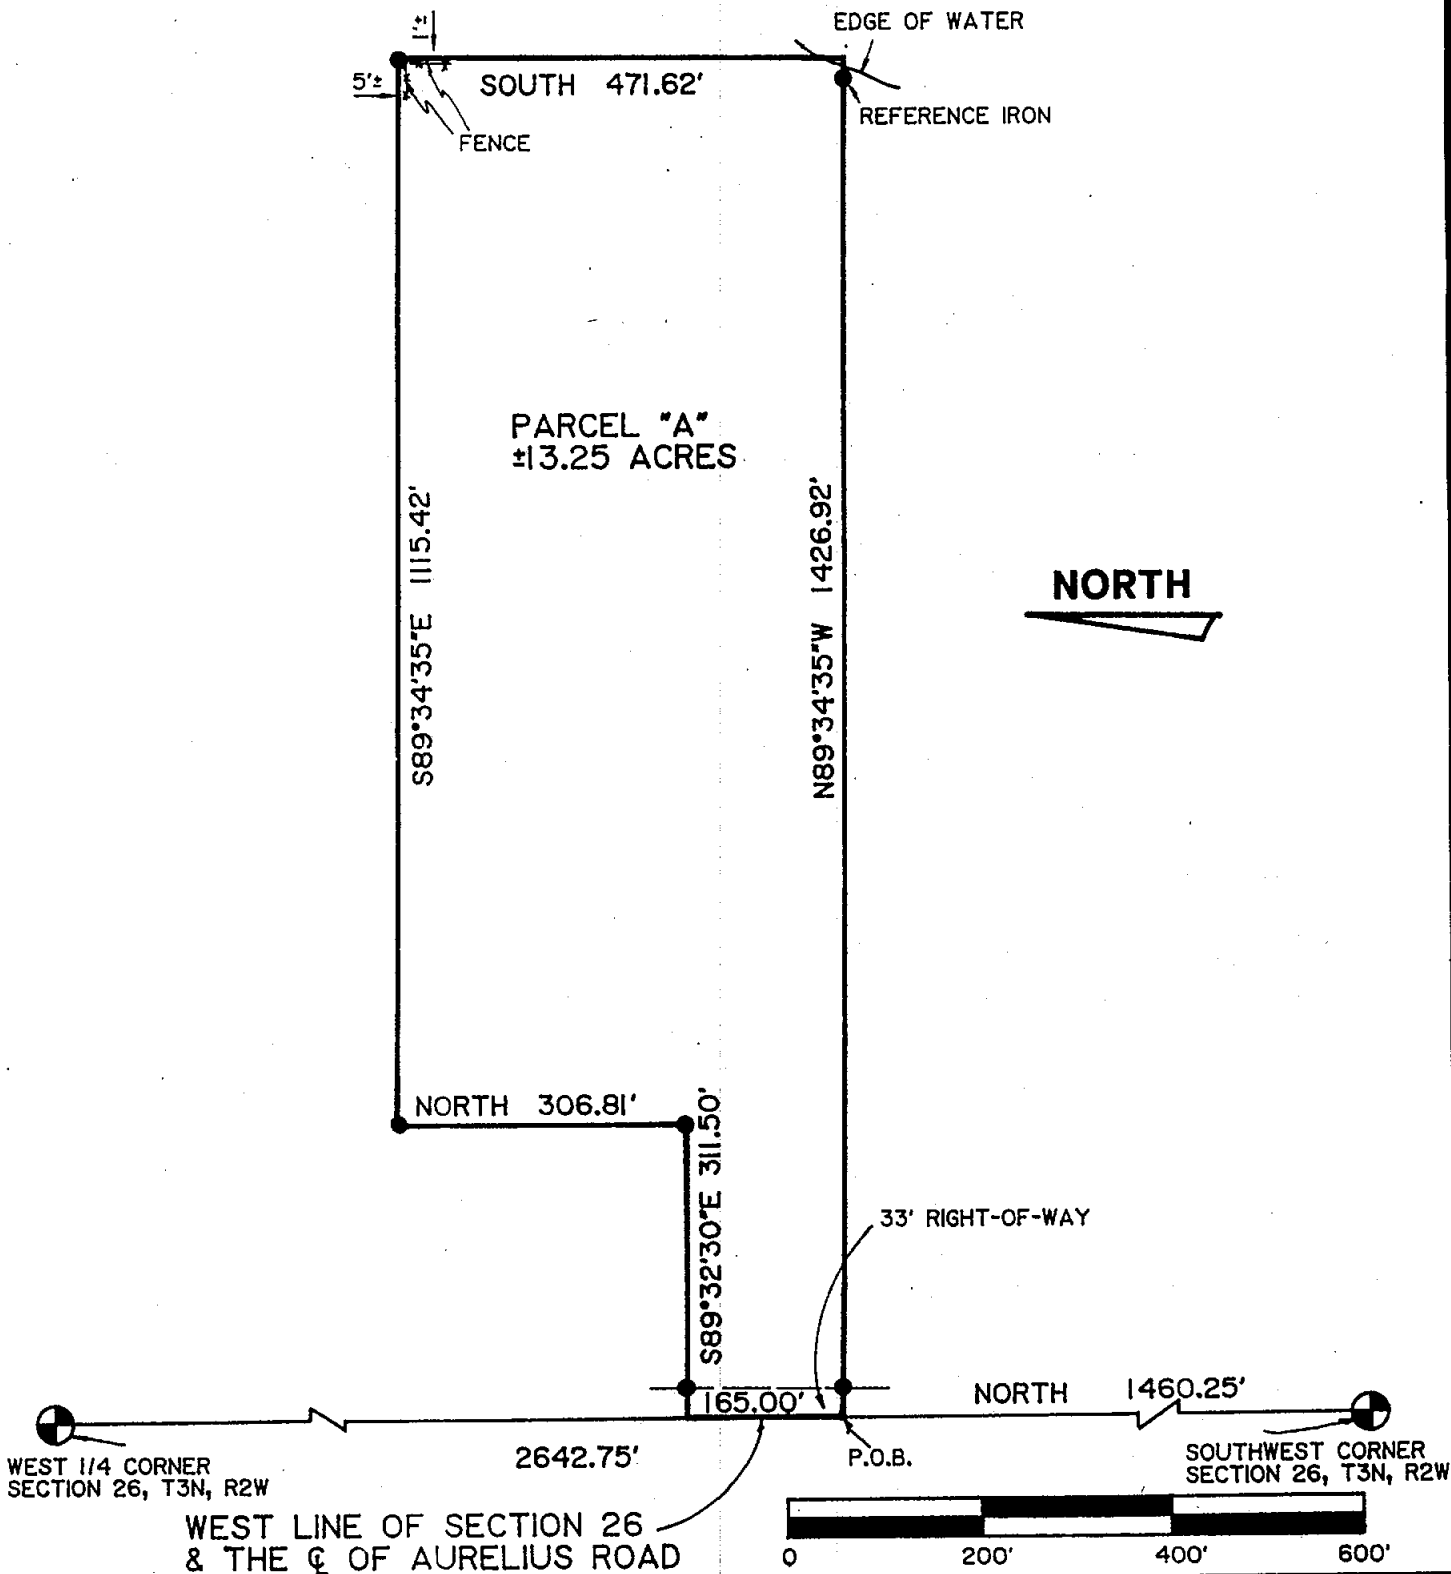 EDGE OF WATER
1'±
5'±
SOUTH 471.62'
REFERENCE IRON
FENCE
PARCEL "A"
±13.25 ACRES
S89°34'35"E 1115.42'
N89°34'35"W 1426.92'
NORTH
NORTH 306.81'
S89°32'30"E 311.50'
33' RIGHT-OF-WAY
165.00'
NORTH 1460.25'
2642.75'
P.O.B.
WEST 1/4 CORNER
SECTION 26, T3N, R2W
SOUTHWEST CORNER
SECTION 26, T3N, R2W
WEST LINE OF SECTION 26
& THE ℄ OF AURELIUS ROAD
0 200' 400' 600'